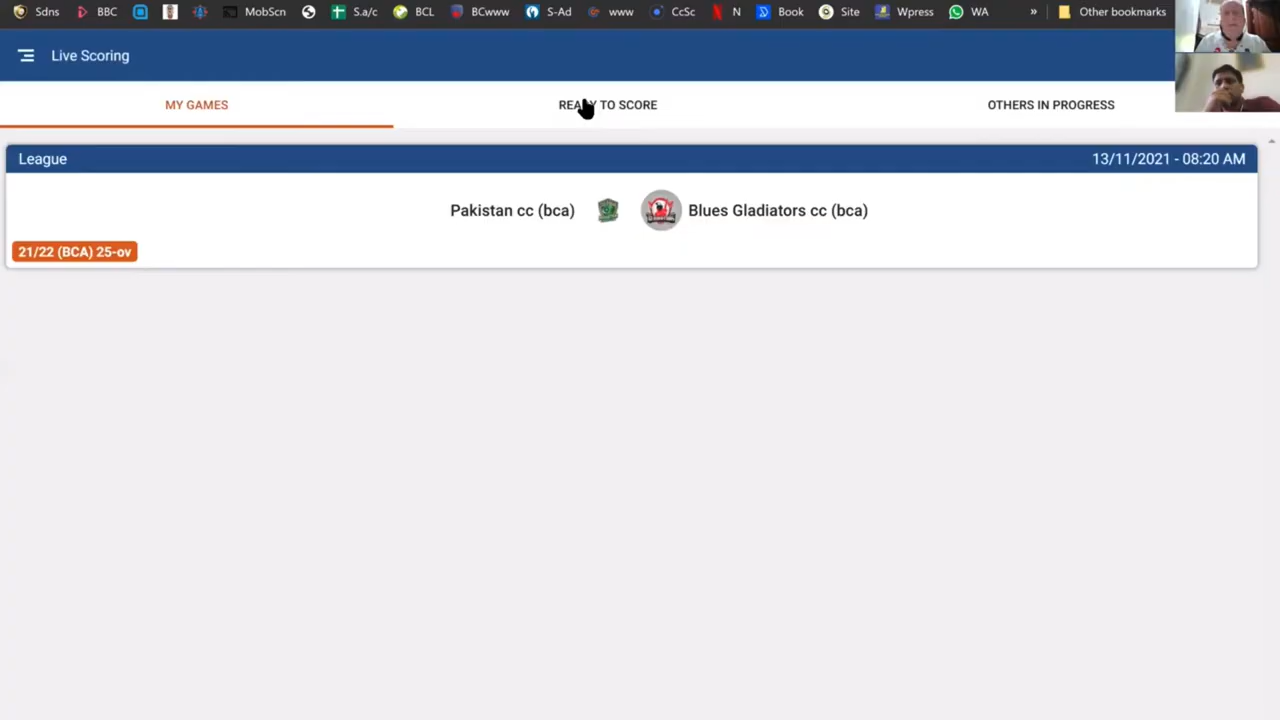 Sdns BBC MobScn S.a/c BCL BCwww S-Ad www CcSc N Book Site Wpress WA » Other bookmarks
Live Scoring
MY GAMES READY TO SCORE OTHERS IN PROGRESS
League 13/11/2021 - 08:20 AM
Pakistan cc (bca) Blues Gladiators cc (bca)
21/22 (BCA) 25-ov